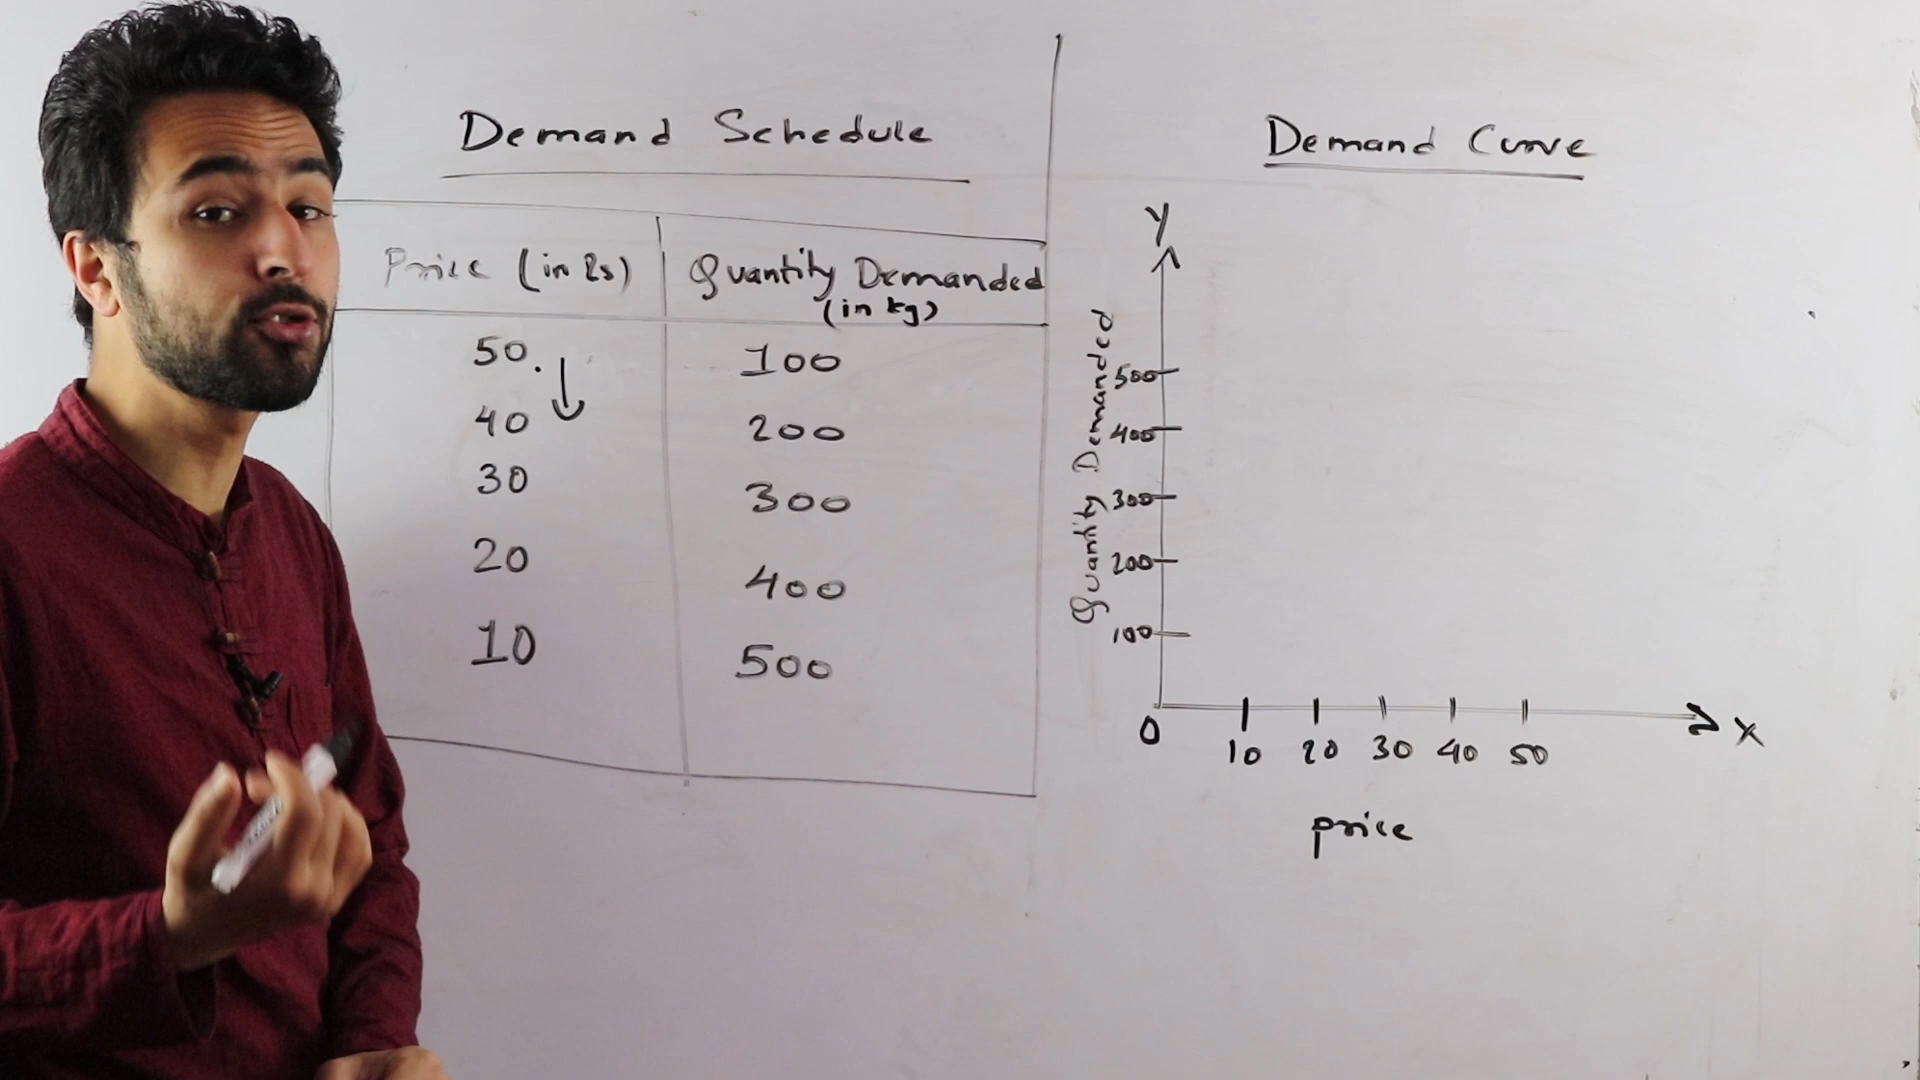 Demand Schedule
Price (in Rs) Quantity Demanded
(in kg)
50 100
40 200
30 300
20 400
10 500
Demand Curve
Y
Quantity Demanded
500
400
300
200
100
0 10 20 30 40 50 X
price